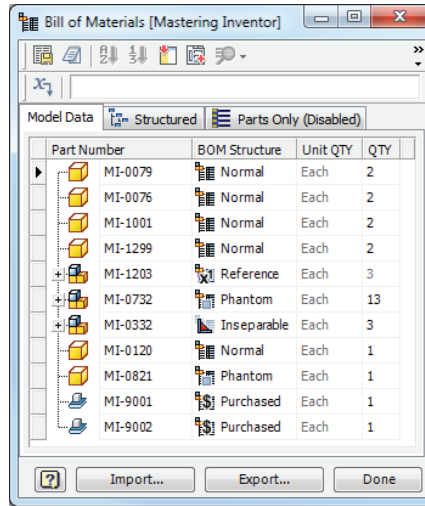 Bill of Materials [Mastering Inventor]
Model Data Structured Parts Only (Disabled)
Part Number BOM Structure Unit QTY QTY
MI-0079 Normal Each 2
MI-0076 Normal Each 2
MI-1001 Normal Each 2
MI-1299 Normal Each 2
MI-1203 Reference Each 3
MI-0732 Phantom Each 13
MI-0332 Inseparable Each 3
MI-0120 Normal Each 1
MI-0821 Phantom Each 1
MI-9001 Purchased Each 1
MI-9002 Purchased Each 1
Import... Export... Done